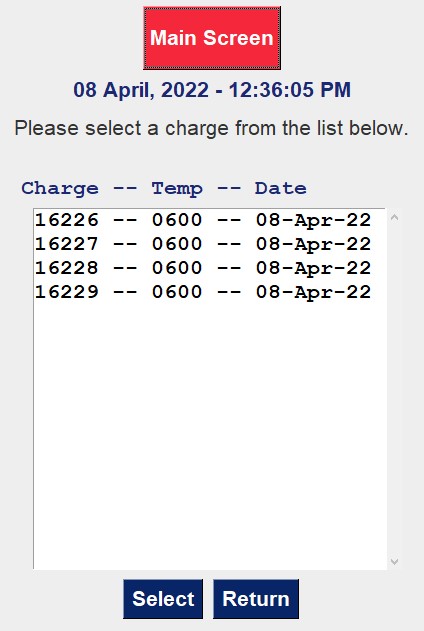 Main Screen
08 April, 2022 - 12:36:05 PM
Please select a charge from the list below.
Charge -- Temp -- Date
16226 -- 0600 -- 08-Apr-22
16227 -- 0600 -- 08-Apr-22
16228 -- 0600 -- 08-Apr-22
16229 -- 0600 -- 08-Apr-22
Select Return